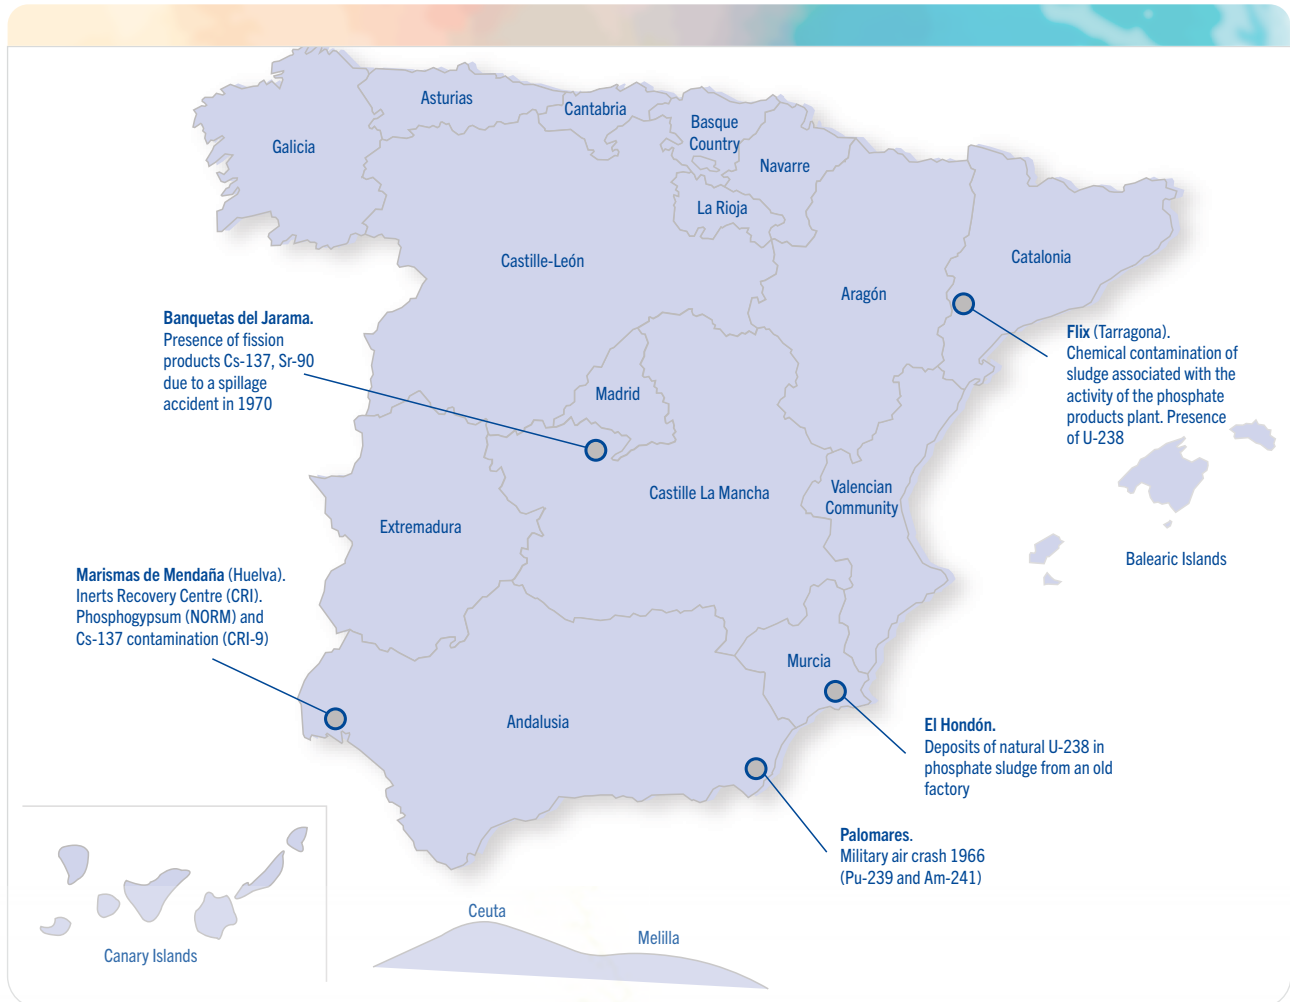 Asturias
Cantabria
Basque
Country
Galicia
Navarre
La Rioja
Castille-León
Catalonia
Aragón
Banquetas del Jarama.
Presence of fission
products Cs-137, Sr-90
due to a spillage
accident in 1970
Flix (Tarragona).
Chemical contamination of
sludge associated with the
activity of the phosphate
products plant. Presence
of U-238
Madrid
Castille La Mancha
Valencian
Community
Extremadura
Balearic Islands
Marismas de Mendaña (Huelva).
Inerts Recovery Centre (CRI).
Phosphogypsum (NORM) and
Cs-137 contamination (CRI-9)
Murcia
Andalusia
El Hondón.
Deposits of natural U-238 in
phosphate sludge from an old
factory
Palomares.
Military air crash 1966
(Pu-239 and Am-241)
Ceuta
Melilla
Canary Islands